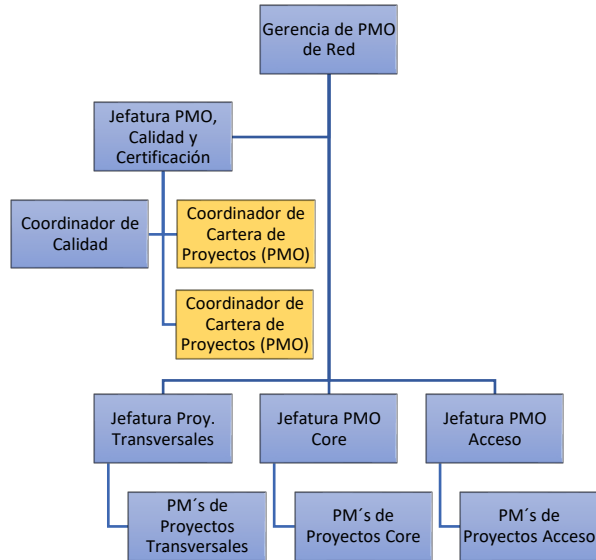 Gerencia de PMO
de Red
Jefatura PMO,
Calidad y
Certificación
Coordinador de
Calidad
Coordinador de
Cartera de
Proyectos (PMO)
Coordinador de
Cartera de
Proyectos (PMO)
Jefatura Proy.
Transversales
Jefatura PMO
Core
Jefatura PMO
Acceso
PM´s de
Proyectos
Transversales
PM´s de
Proyectos Core
PM´s de
Proyectos Acceso